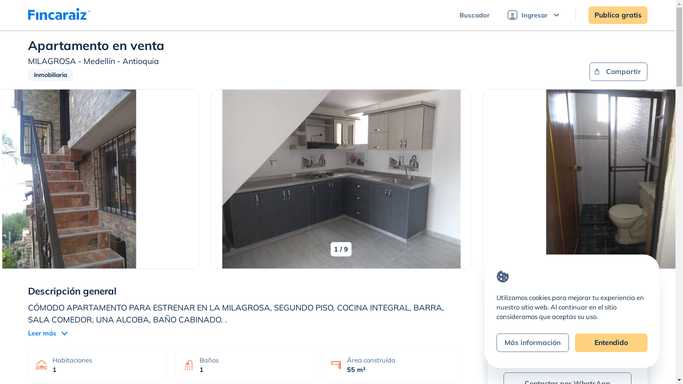 Fincaraiz
Buscador
Ingresar
Publica gratis
Apartamento en venta
MILAGROSA - Medellín - Antioquia
Inmobiliaria
Compartir
1 / 9
Descripción general
CÓMODO APARTAMENTO PARA ESTRENAR EN LA MILAGROSA, SEGUNDO PISO, COCINA INTEGRAL, BARRA,
SALA COMEDOR, UNA ALCOBA, BAÑO CABINADO. .
Leer más
Habitaciones
1
Baños
1
Área construída
55 m²
Utilizamos cookies para mejorar tu experiencia en
nuestro sitio web. Al continuar en el sitio
consideramos que aceptas su uso.
Más información
Entendido
Contactar por WhatsApp